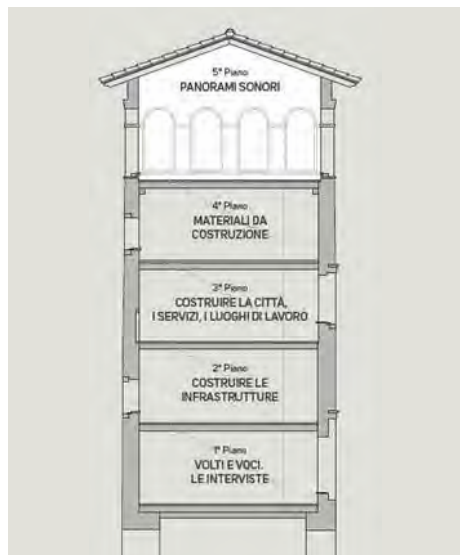 5° Piano
PANORAMI SONORI
4° Piano
MATERIALI DA
COSTRUZIONE
3° Piano
COSTRUIRE LA CITTÀ,
I SERVIZI, I LUOGHI DI LAVORO
2° Piano
COSTRUIRE LE
INFRASTRUTTURE
1° Piano
VOLTI E VOCI.
LE INTERVISTE